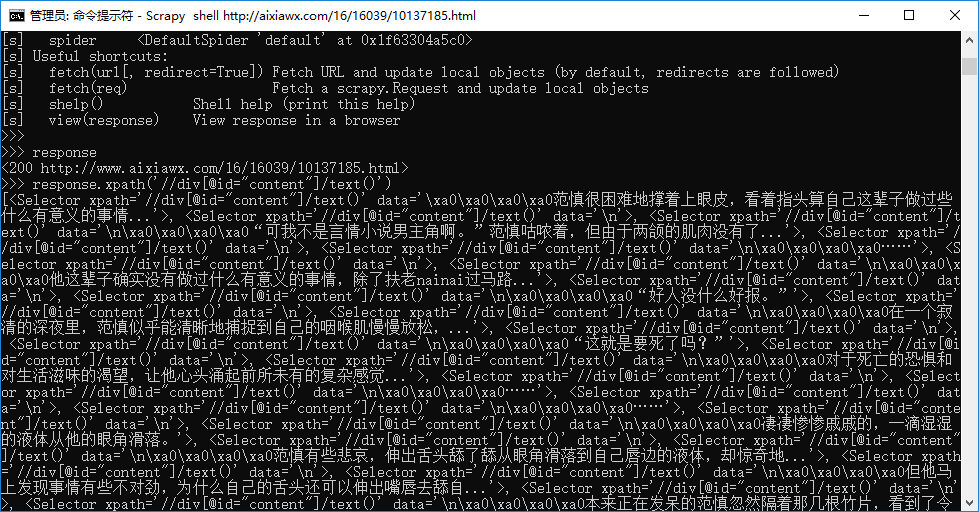 管理员: 命令提示符 - Scrapy  shell http://aixiawx.com/16/16039/10137185.html
[s]   spider     <DefaultSpider 'default' at 0x1f63304a5c0>
[s] Useful shortcuts:
[s]   fetch(url[, redirect=True]) Fetch URL and update local objects (by default, redirects are followed)
[s]   fetch(req)                  Fetch a scrapy.Request and update local objects
[s]   shelp()           Shell help (print this help)
[s]   view(response)    View response in a browser
>>>
>>> response
<200 http://www.aixiawx.com/16/16039/10137185.html>
>>> response.xpath('//div[@id="content"]/text()')
[<Selector xpath='//div[@id="content"]/text()' data='\xa0\xa0\xa0\xa0范慎很困难地撑着上眼皮，看着指头算自己这辈子做过些
什么有意义的事情...'>, <Selector xpath='//div[@id="content"]/text()' data='\n'>, <Selector xpath='//div[@id="content"]/t
ext()' data='\n\xa0\xa0\xa0\xa0“可我不是言情小说男主角啊。”范慎咕哝着，但由于两颌的肌肉没有了...'>, <Selector xpath='/
/div[@id="content"]/text()' data='\n'>, <Selector xpath='//div[@id="content"]/text()' data='\n\xa0\xa0\xa0\xa0……'>, <S
elector xpath='//div[@id="content"]/text()' data='\n'>, <Selector xpath='//div[@id="content"]/text()' data='\n\xa0\xa0\x
a0\xa0他这辈子确实没有做过什么有意义的事情，除了扶老nainai过马路...'>, <Selector xpath='//div[@id="content"]/text()' da
ta='\n'>, <Selector xpath='//div[@id="content"]/text()' data='\n\xa0\xa0\xa0\xa0“好人没什么好报。”'>, <Selector xpath='/
/div[@id="content"]/text()' data='\n'>, <Selector xpath='//div[@id="content"]/text()' data='\n\xa0\xa0\xa0\xa0在一个寂
清的深夜里，范慎似乎能清晰地捕捉到自己的咽喉肌慢慢放松，...'>, <Selector xpath='//div[@id="content"]/text()' data='\n'>,
<Selector xpath='//div[@id="content"]/text()' data='\n\xa0\xa0\xa0\xa0“这就是要死了吗？”'>, <Selector xpath='//div[@i
d="content"]/text()' data='\n'>, <Selector xpath='//div[@id="content"]/text()' data='\n\xa0\xa0\xa0\xa0对于死亡的恐惧和
对生活滋味的渴望，让他心头涌起前所未有的复杂感觉...'>, <Selector xpath='//div[@id="content"]/text()' data='\n'>, <Selecto
r xpath='//div[@id="content"]/text()' data='\n\xa0\xa0\xa0\xa0……'>, <Selector xpath='//div[@id="content"]/text()' dat
a='\n'>, <Selector xpath='//div[@id="content"]/text()' data='\n\xa0\xa0\xa0\xa0……'>, <Selector xpath='//div[@id="cont
ent"]/text()' data='\n'>, <Selector xpath='//div[@id="content"]/text()' data='\n\xa0\xa0\xa0\xa0凄凄惨惨戚戚的，一滴湿湿
的液体从他的眼角滑落。'>, <Selector xpath='//div[@id="content"]/text()' data='\n'>, <Selector xpath='//div[@id="content"
]/text()' data='\n\xa0\xa0\xa0\xa0范慎有些悲哀，伸出舌头舔了舔从眼角滑落到自己唇边的液体，却惊奇地...'>, <Selector xpath
='//div[@id="content"]/text()' data='\n'>, <Selector xpath='//div[@id="content"]/text()' data='\n\xa0\xa0\xa0\xa0但他马
上发现事情有些不对劲，为什么自己的舌头还可以伸出嘴唇去舔自...'>, <Selector xpath='//div[@id="content"]/text()' data='\n'
>, <Selector xpath='//div[@id="content"]/text()' data='\n\xa0\xa0\xa0\xa0本来正在发呆的范慎忽然隔着那几根竹片，看到了令